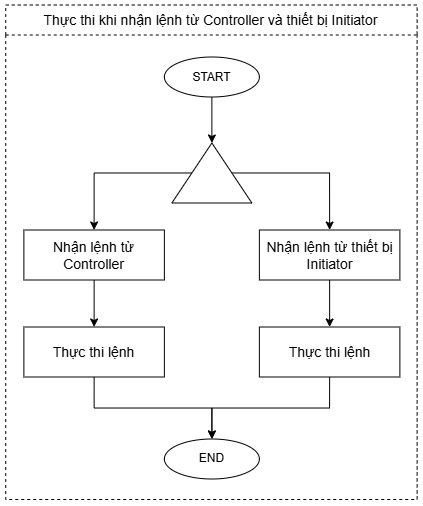 Thực thi khi nhận lệnh từ Controller và thiết bị Initiator
START
Nhận lệnh từ
Controller
Nhận lệnh từ thiết bị
Initiator
Thực thi lệnh
Thực thi lệnh
END